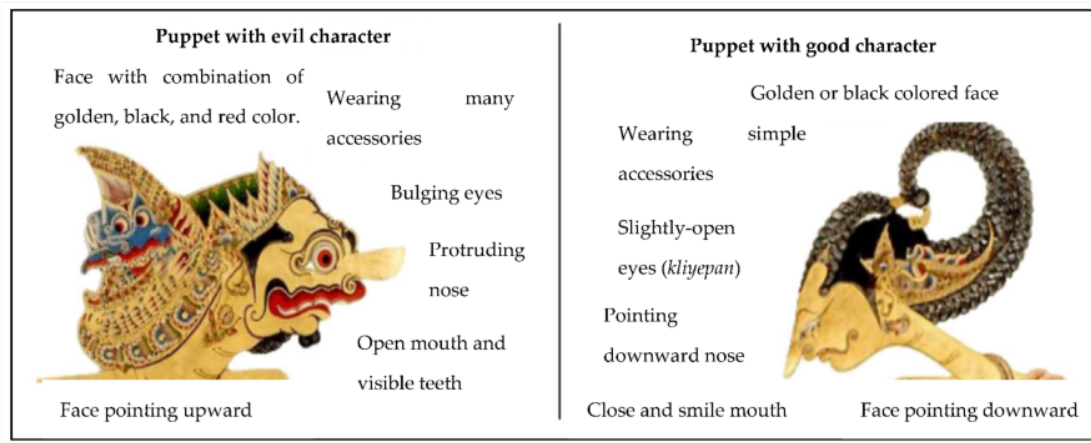 Puppet with evil character
Face with combination of
golden, black, and red color.
Wearing many
accessories
Bulging eyes
Protruding
nose
Open mouth and
visible teeth
Face pointing upward
Puppet with good character
Golden or black colored face
Wearing simple
accessories
Slightly-open
eyes (kliyepan)
Pointing
downward nose
Close and smile mouth
Face pointing downward